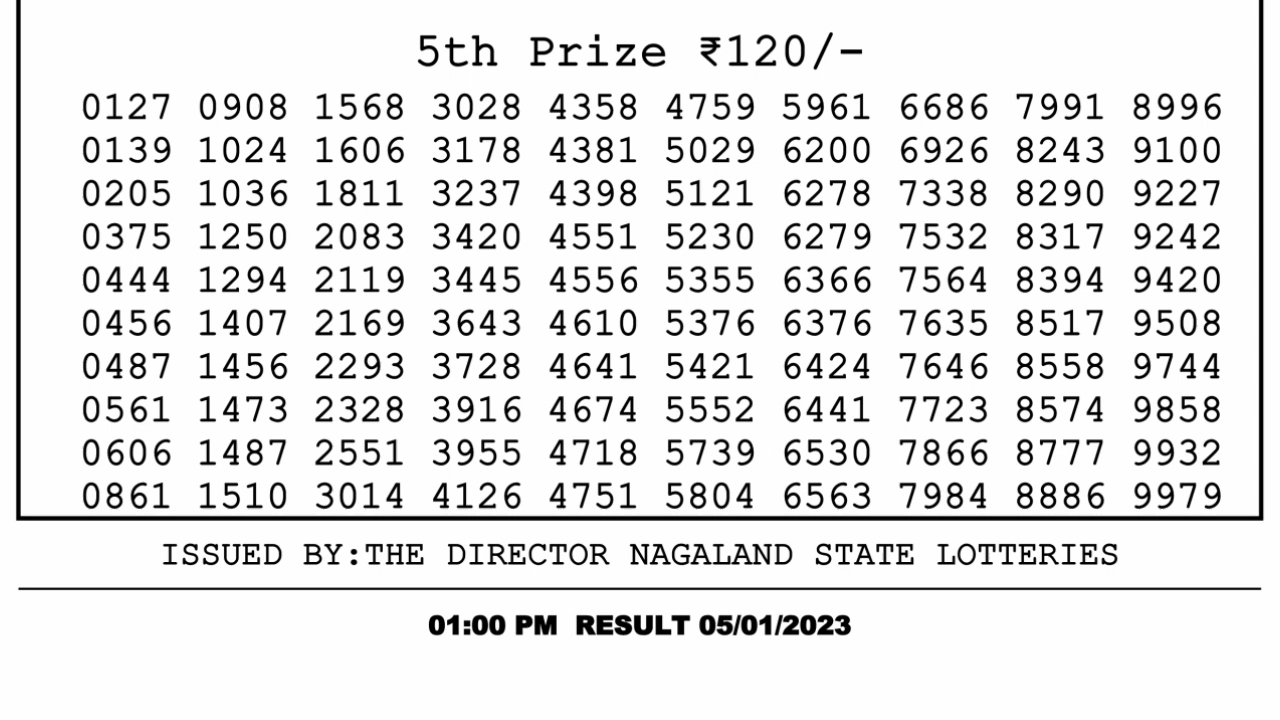 5th Prize ₹120/-
0127 0908 1568 3028 4358 4759 5961 6686 7991 8996
0139 1024 1606 3178 4381 5029 6200 6926 8243 9100
0205 1036 1811 3237 4398 5121 6278 7338 8290 9227
0375 1250 2083 3420 4551 5230 6279 7532 8317 9242
0444 1294 2119 3445 4556 5355 6366 7564 8394 9420
0456 1407 2169 3643 4610 5376 6376 7635 8517 9508
0487 1456 2293 3728 4641 5421 6424 7646 8558 9744
0561 1473 2328 3916 4674 5552 6441 7723 8574 9858
0606 1487 2551 3955 4718 5739 6530 7866 8777 9932
0861 1510 3014 4126 4751 5804 6563 7984 8886 9979
ISSUED BY:THE DIRECTOR NAGALAND STATE LOTTERIES
01:00 PM RESULT 05/01/2023